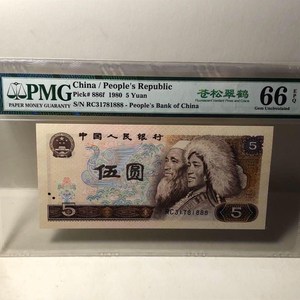 PMG
PAPER MONEY GUARANTY
China / People's Republic
Pick# 886f 1980 5 Yuan
S/N RC31781888 - People's Bank of China
苍松翠鹤
66 EPQ
Gem Uncirculated
中国人民银行
5
伍圆
5
RC31781888
5